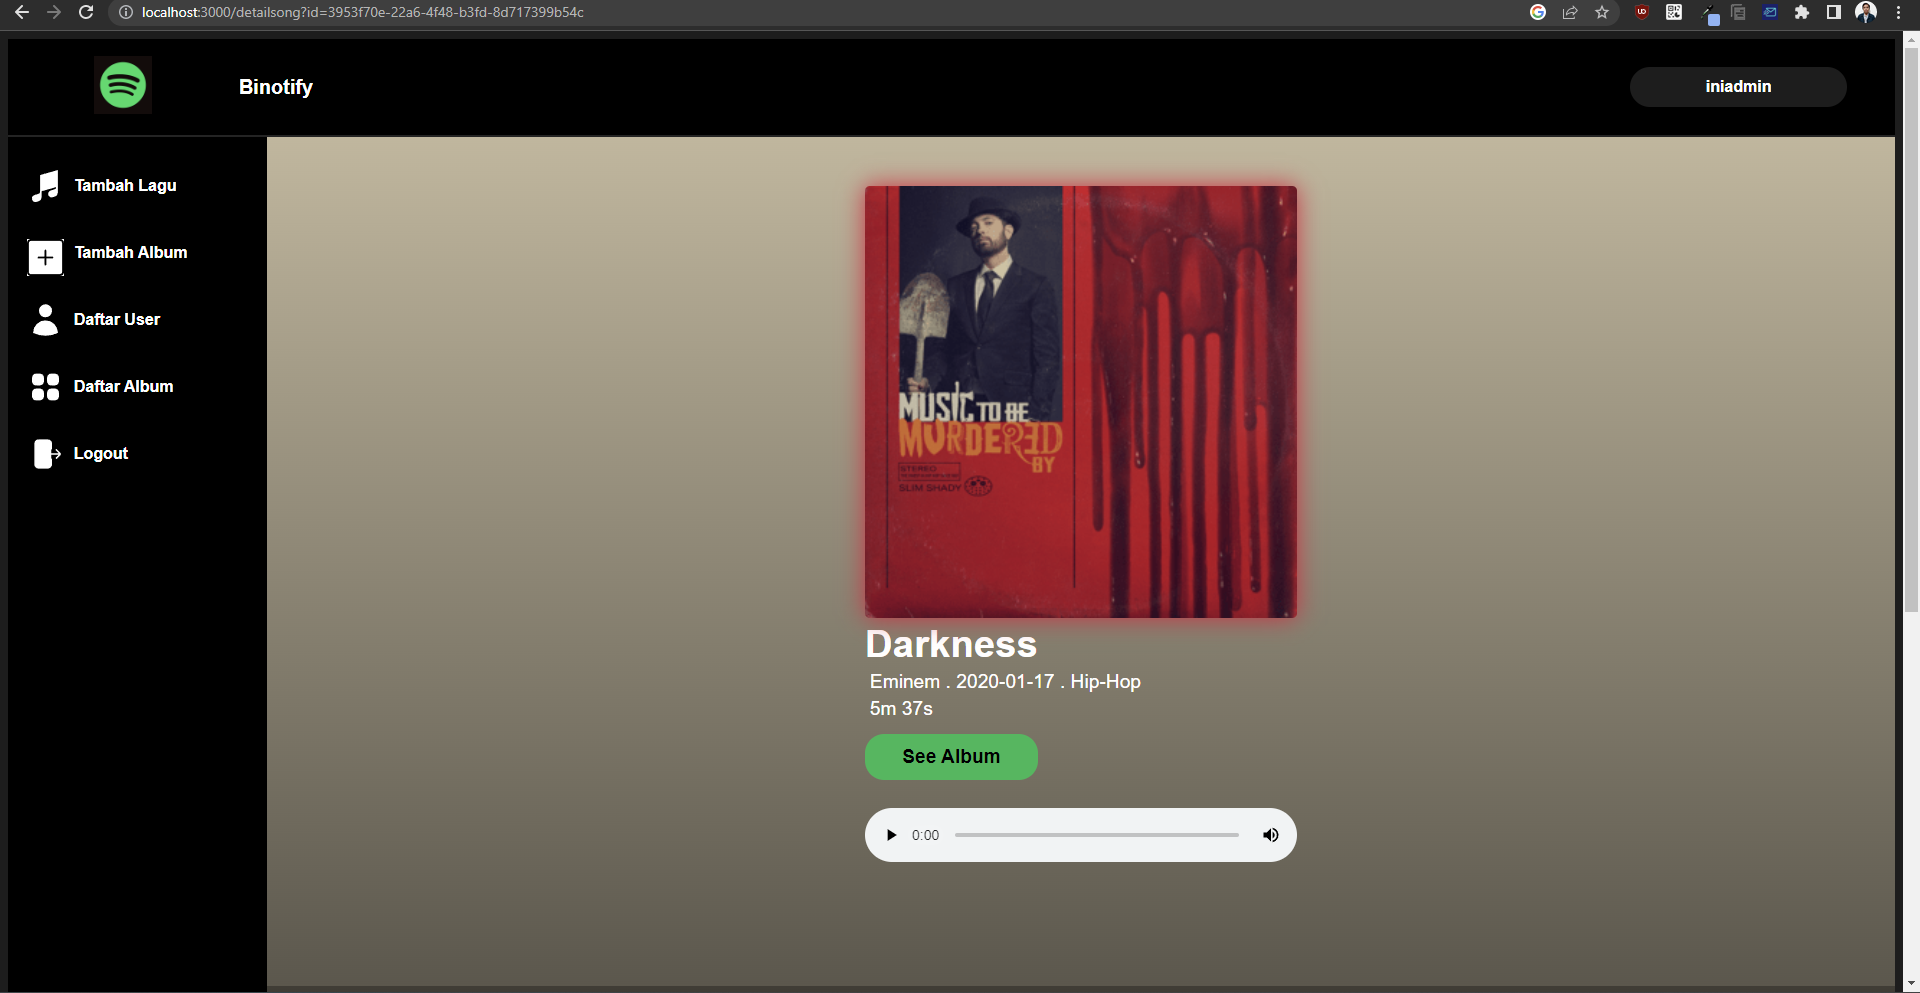 localhost:3000/detailsong?id=3953f70e-22a6-4f48-b3fd-8d717399b54c
Binotify
iniadmin
Tambah Lagu
Tambah Album
Daftar User
Daftar Album
Logout
MUSIC TO BE
MURDERED
BY
STEREO
SLIM SHADY
Darkness
Eminem . 2020-01-17 . Hip-Hop
5m 37s
See Album
0:00